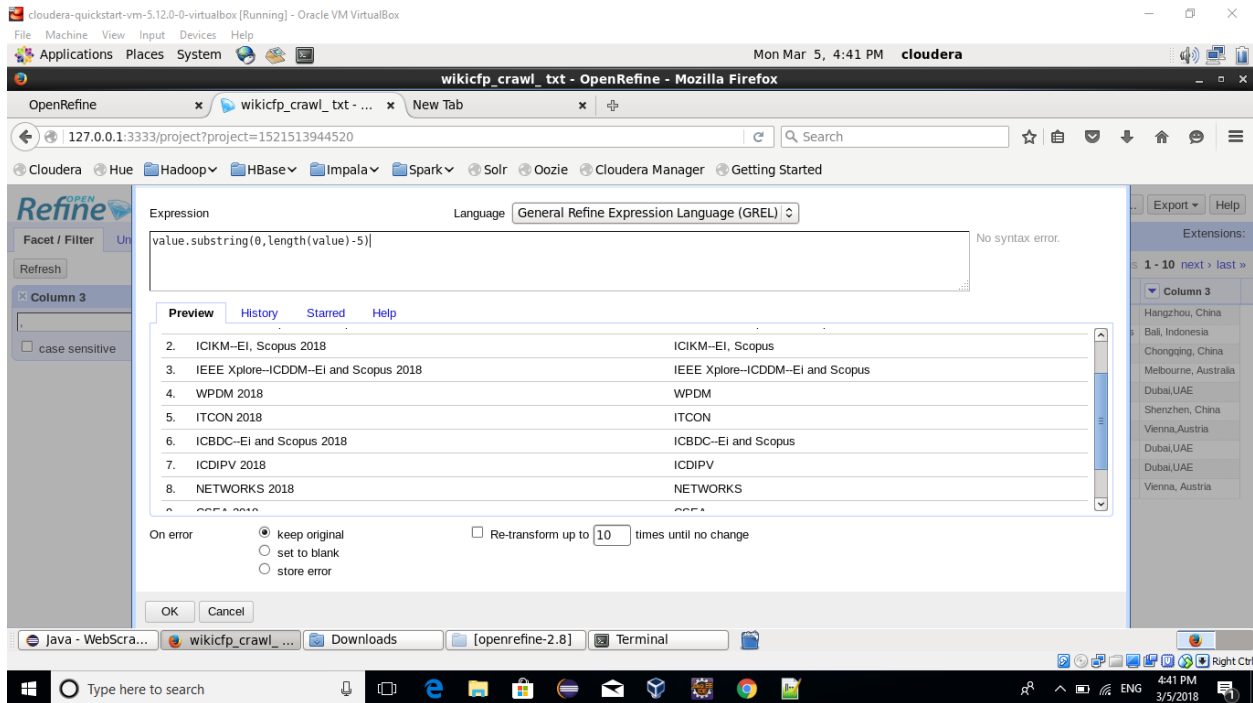 cloudera-quickstart-vm-5.12.0-0-virtualbox [Running] - Oracle VM VirtualBox
File Machine View Input Devices Help
Applications Places System Mon Mar 5, 4:41 PM cloudera
wikicfp_crawl_ txt - OpenRefine - Mozilla Firefox
OpenRefine wikicfp_crawl_ txt - ... New Tab
127.0.0.1:3333/project?project=1521513944520 Search
Cloudera Hue Hadoop HBase Impala Spark Solr Oozie Cloudera Manager Getting Started
OPEN
Refine Expression Language General Refine Expression Language (GREL) Export Help
Facet / Filter Un value.substring(0,length(value)-5) No syntax error. Extensions:
Refresh 1 - 10 next › last »
Column 3 Column 3
Preview History Starred Help Hangzhou, China
, Bali, Indonesia
case sensitive 2. ICIKM--EI, Scopus 2018 ICIKM--EI, Scopus Chongqing, China
3. IEEE Xplore--ICDDM--Ei and Scopus 2018 IEEE Xplore--ICDDM--Ei and Scopus Melbourne, Australia
4. WPDM 2018 WPDM Dubai,UAE
5. ITCON 2018 ITCON Shenzhen, China
6. ICBDC--Ei and Scopus 2018 ICBDC--Ei and Scopus Vienna,Austria
7. ICDIPV 2018 ICDIPV Dubai,UAE
8. NETWORKS 2018 NETWORKS Dubai,UAE
Vienna, Austria
On error keep original Re-transform up to 10 times until no change
set to blank
store error
OK Cancel
Java - WebScra... wikicfp_crawl_ ... Downloads [openrefine-2.8] Terminal
Right Ctrl
Type here to search ENG 4:41 PM
3/5/2018